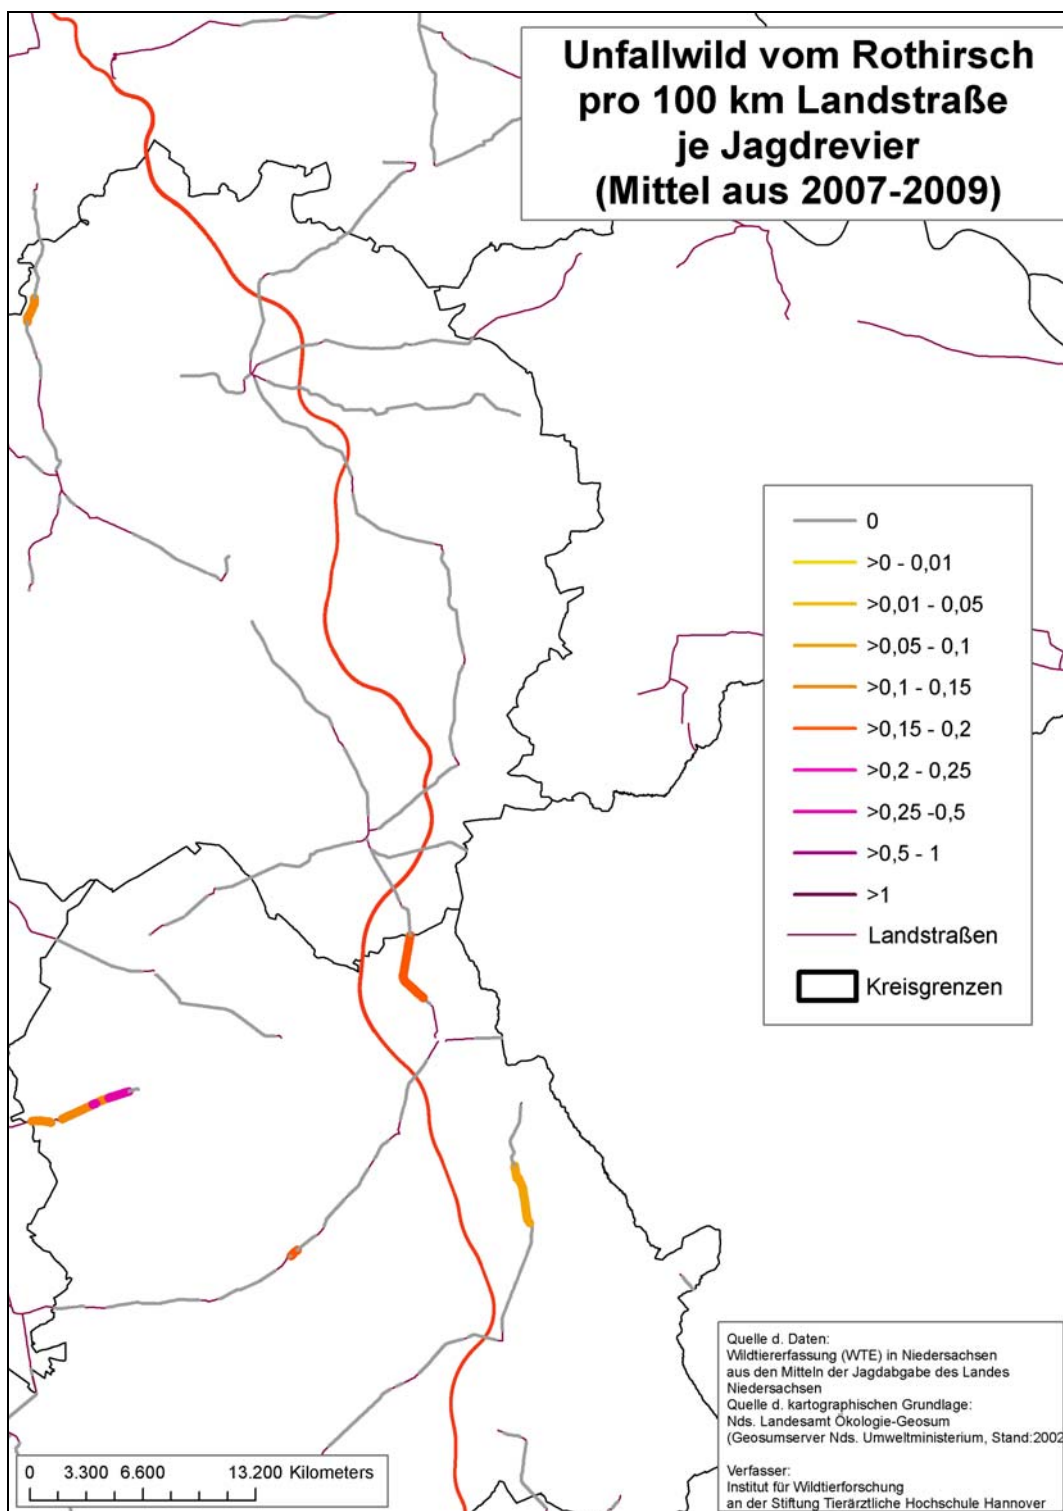 Unfallwild vom Rothirsch
pro 100 km Landstraße
je Jagdrevier
(Mittel aus 2007-2009)
0
>0 - 0,01
>0,01 - 0,05
>0,05 - 0,1
>0,1 - 0,15
>0,15 - 0,2
>0,2 - 0,25
>0,25 -0,5
>0,5 - 1
>1
Landstraßen
Kreisgrenzen
Quelle d. Daten:
Wildtiererfassung (WTE) in Niedersachsen
aus den Mitteln der Jagdabgabe des Landes
Niedersachsen
Quelle d. kartographischen Grundlage:
Nds. Landesamt Ökologie-Geosum
(Geosumserver Nds. Umweltministerium, Stand:2002
Verfasser:
Institut für Wildtierforschung
an der Stiftung Tierärztliche Hochschule Hannover
0 3.300 6.600 13.200 Kilometers